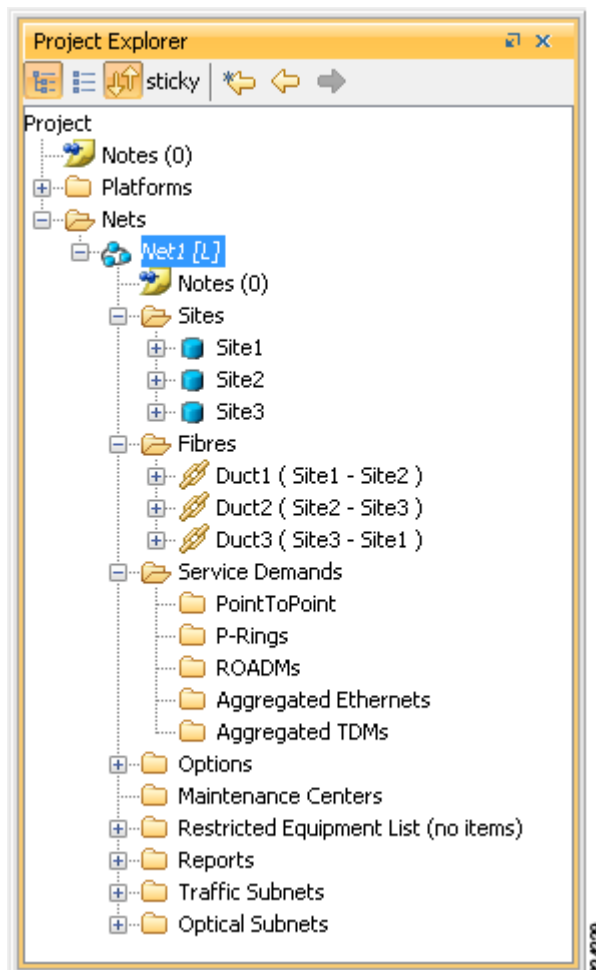 Project Explorer
sticky
Project
Notes (0)
Platforms
Nets
Net1 [L]
Notes (0)
Sites
Site1
Site2
Site3
Fibres
Duct1 ( Site1 - Site2 )
Duct2 ( Site2 - Site3 )
Duct3 ( Site3 - Site1 )
Service Demands
PointToPoint
P-Rings
ROADMs
Aggregated Ethernets
Aggregated TDMs
Options
Maintenance Centers
Restricted Equipment List (no items)
Reports
Traffic Subnets
Optical Subnets